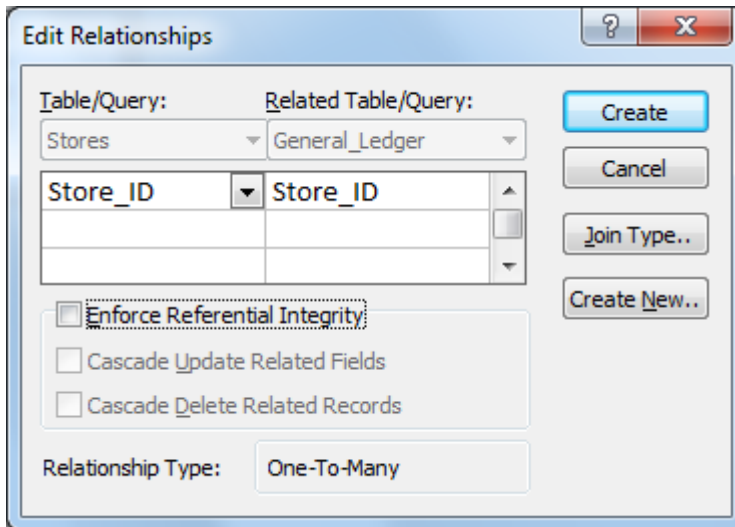 Edit Relationships
Table/Query: Related Table/Query:
Stores General_Ledger
Store_ID Store_ID
Enforce Referential Integrity
Cascade Update Related Fields
Cascade Delete Related Records
Relationship Type: One-To-Many
Create
Cancel
Join Type..
Create New..